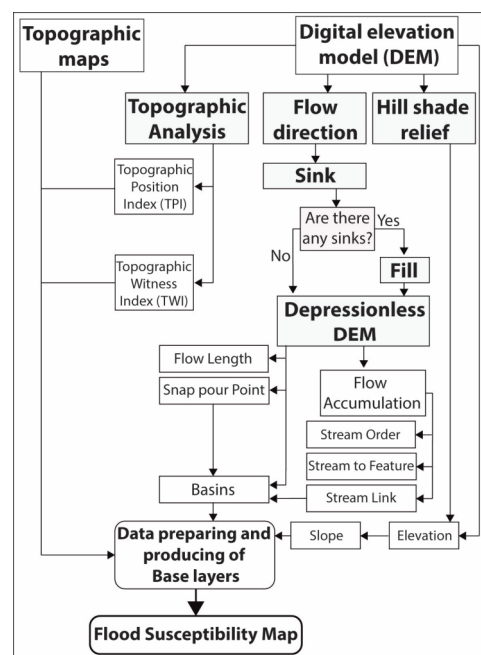 Topographic
maps
Digital elevation
model (DEM)
Topographic
Analysis
Flow
direction
Hill shade
relief
Topographic
Position
Index (TPI)
Sink
Are there
any sinks?
Yes
No
Fill
Topographic
Witness
Index (TWI)
Depressionless
DEM
Flow Length
Snap pour Point
Flow
Accumulation
Stream Order
Stream to Feature
Basins
Stream Link
Data preparing and
producing of
Base layers
Slope
Elevation
Flood Susceptibility Map